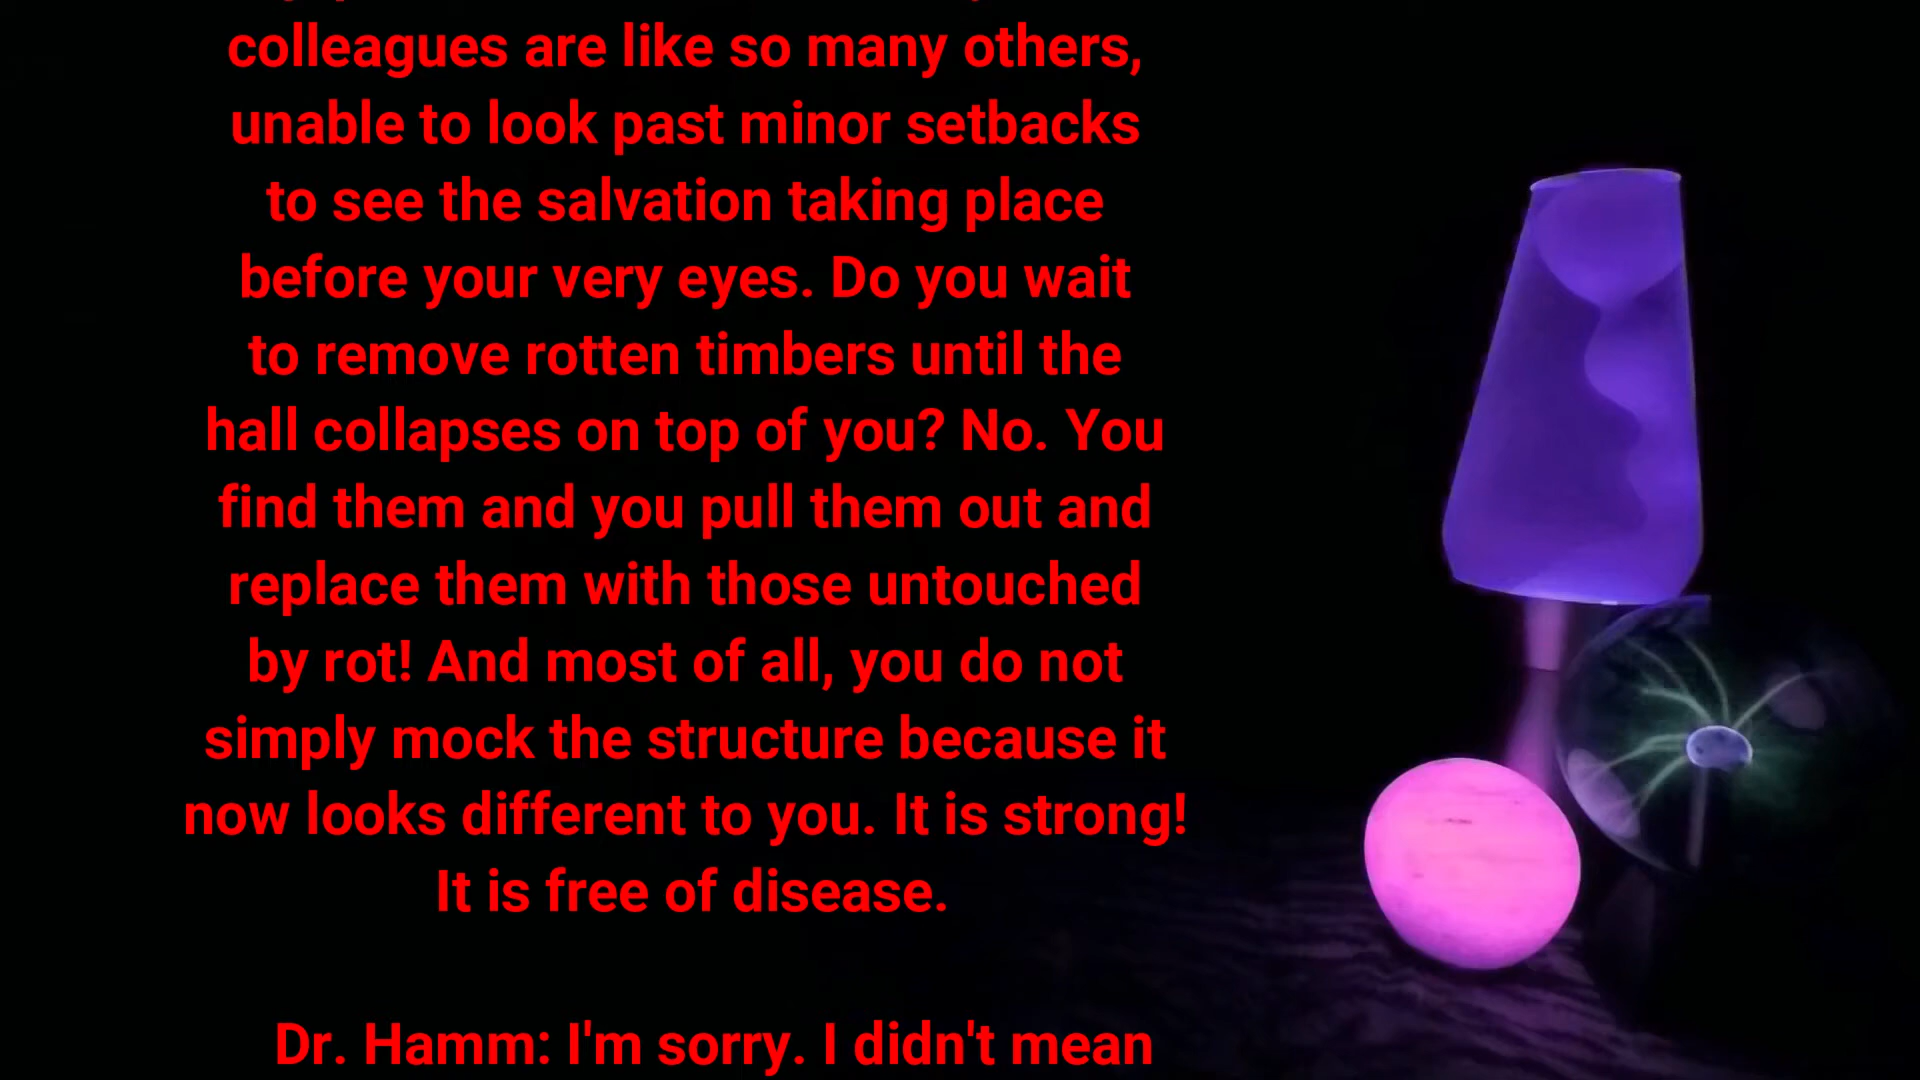 colleagues are like so many others,
unable to look past minor setbacks
to see the salvation taking place
before your very eyes. Do you wait
to remove rotten timbers until the
hall collapses on top of you? No. You
find them and you pull them out and
replace them with those untouched
by rot! And most of all, you do not
simply mock the structure because it
now looks different to you. It is strong!
It is free of disease.
Dr. Hamm: I'm sorry. I didn't mean